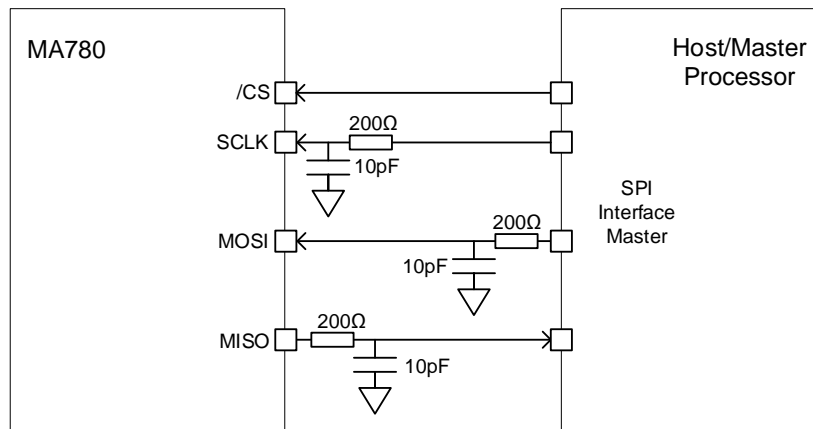 MA780
Host/Master
Processor
/CS
SCLK
200Ω
10pF
SPI
Interface
Master
MOSI
200Ω
10pF
MISO
200Ω
10pF